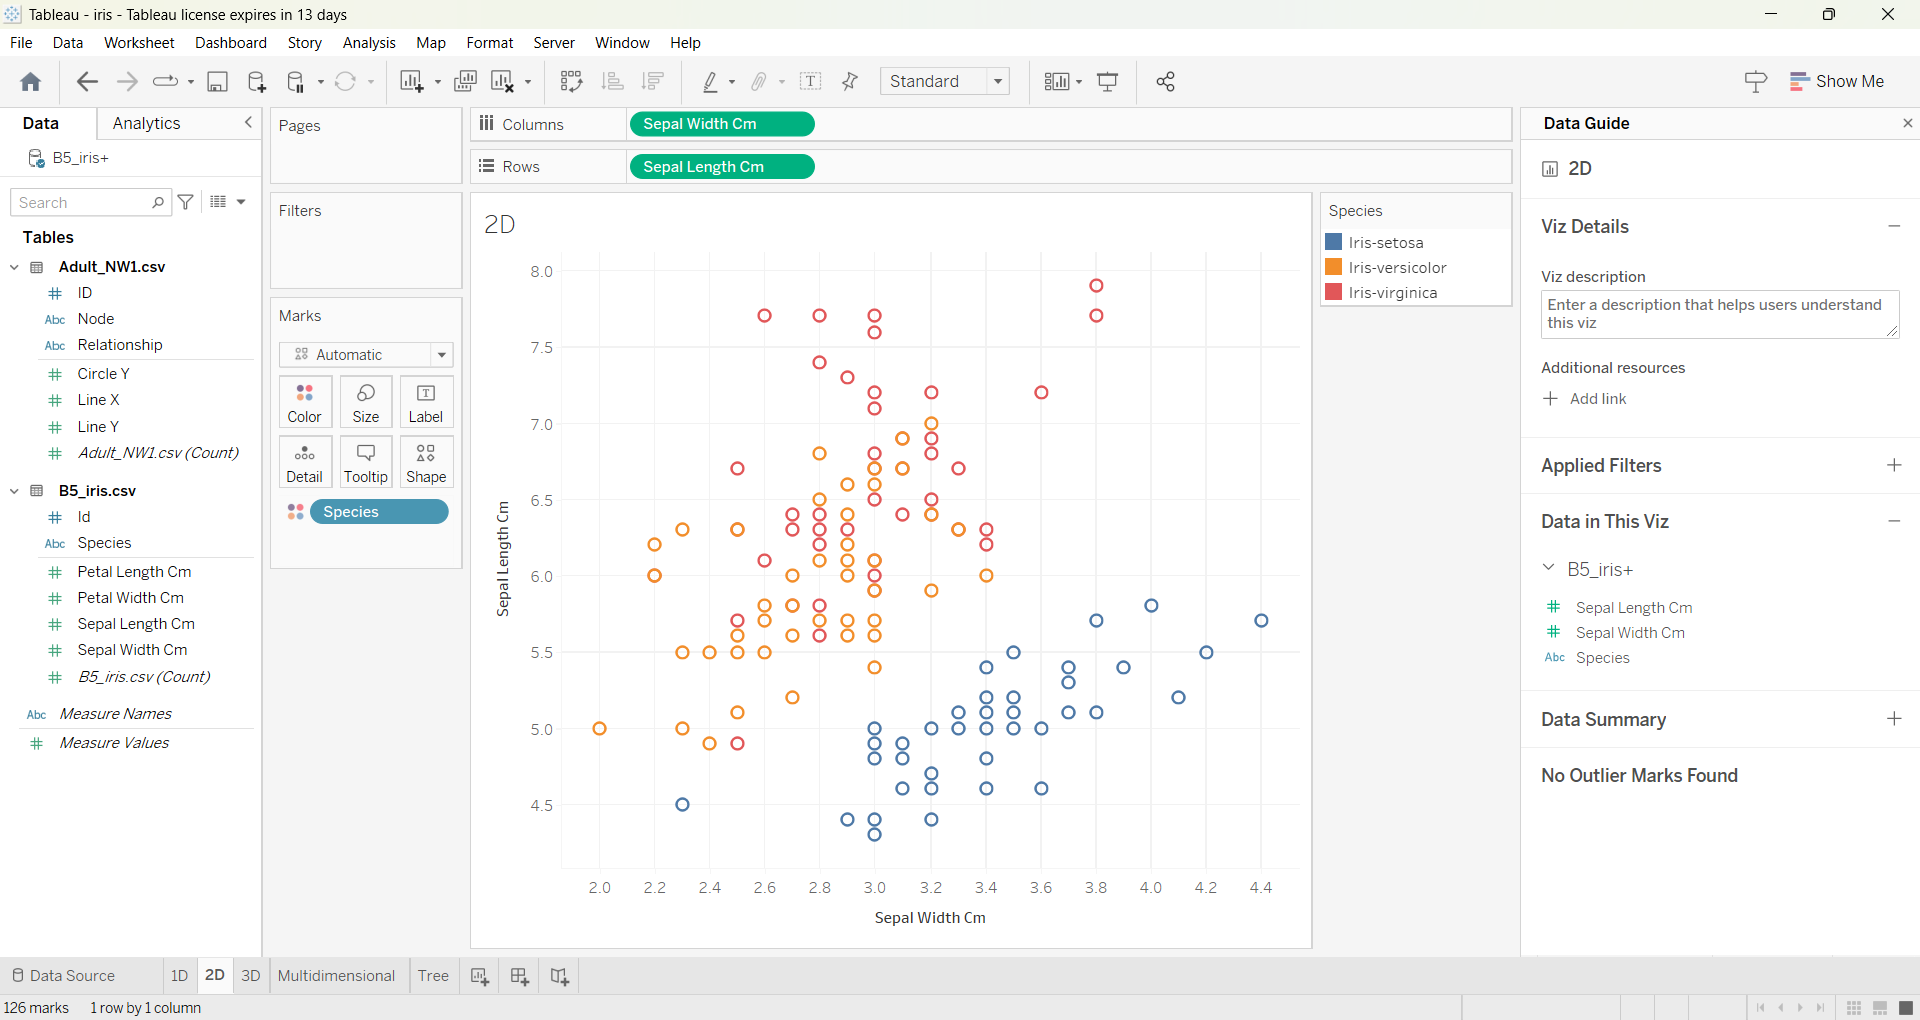 Tableau - iris - Tableau license expires in 13 days
File Data Worksheet Dashboard Story Analysis Map Format Server Window Help
Standard
Show Me
Data Analytics
B5_iris+
Search
Tables
Adult_NW1.csv
# ID
Abc Node
Abc Relationship
# Circle Y
# Line X
# Line Y
# Adult_NW1.csv (Count)
B5_iris.csv
# Id
Abc Species
# Petal Length Cm
# Petal Width Cm
# Sepal Length Cm
# Sepal Width Cm
# B5_iris.csv (Count)
Abc Measure Names
# Measure Values
Pages
Filters
Marks
Automatic
Color Size Label
Detail Tooltip Shape
Species
Columns Sepal Width Cm
Rows Sepal Length Cm
2D
Sepal Length Cm
8.0
7.5
7.0
6.5
6.0
5.5
5.0
4.5
2.0 2.2 2.4 2.6 2.8 3.0 3.2 3.4 3.6 3.8 4.0 4.2 4.4
Sepal Width Cm
Species
Iris-setosa
Iris-versicolor
Iris-virginica
Data Guide
2D
Viz Details
Viz description
Enter a description that helps users understand
this viz
Additional resources
Add link
Applied Filters
Data in This Viz
B5_iris+
# Sepal Length Cm
# Sepal Width Cm
Abc Species
Data Summary
No Outlier Marks Found
Data Source 1D 2D 3D Multidimensional Tree
126 marks 1 row by 1 column